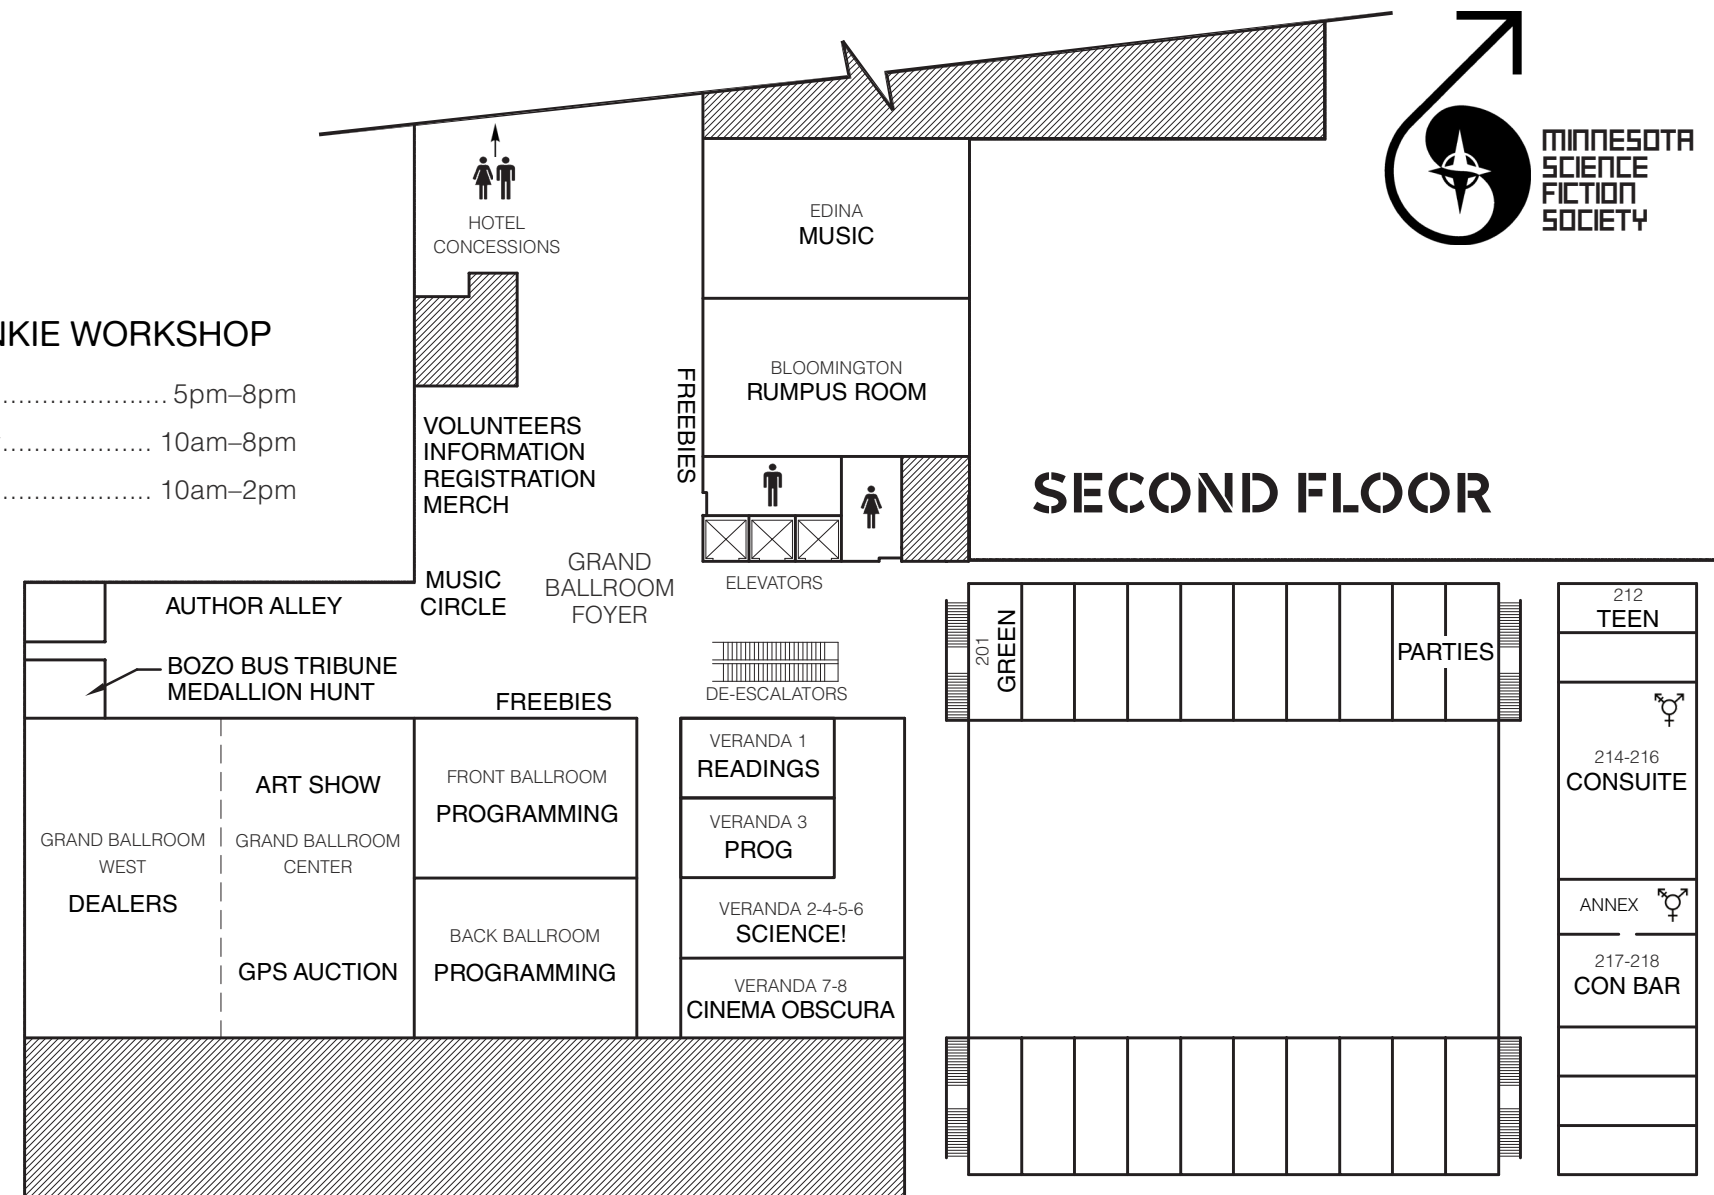 MINNESOTA
SCIENCE
FICTION
SOCIETY
HOTEL
CONCESSIONS
EDINA
MUSIC
WORKSHOP
5pm–8pm
10am–8pm
10am–2pm
BLOOMINGTON
RUMPUS ROOM
FREEBIES
VOLUNTEERS
INFORMATION
REGISTRATION
MERCH
SECOND FLOOR
MUSIC
CIRCLE
GRAND
BALLROOM
FOYER
ELEVATORS
AUTHOR ALLEY
BOZO BUS TRIBUNE
MEDALLION HUNT
FREEBIES
DE-ESCALATORS
201
GREEN
PARTIES
212
TEEN
214-216
CONSUITE
ANNEX
217-218
CON BAR
GRAND BALLROOM
WEST
DEALERS
ART SHOW
GRAND BALLROOM
CENTER
GPS AUCTION
FRONT BALLROOM
PROGRAMMING
BACK BALLROOM
PROGRAMMING
VERANDA 1
READINGS
VERANDA 3
PROG
VERANDA 2-4-5-6
SCIENCE!
VERANDA 7-8
CINEMA OBSCURA